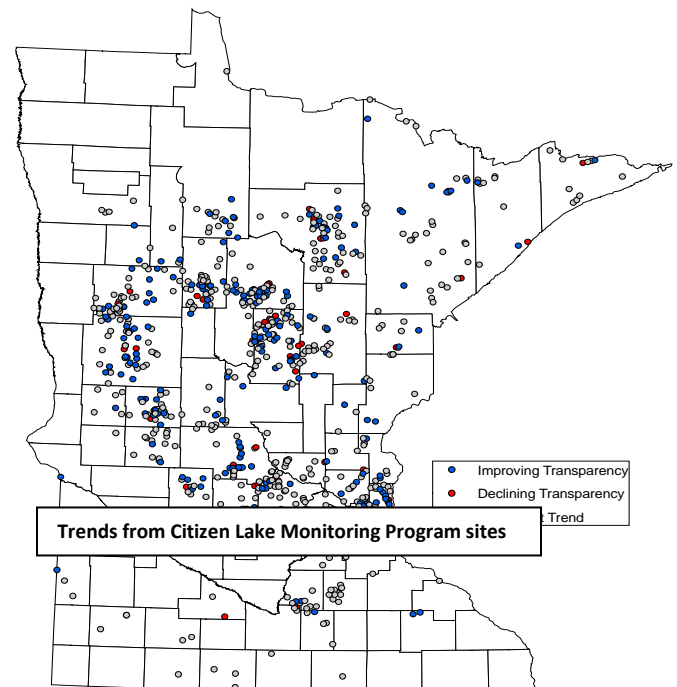 Improving Transparency
Declining Transparency
Trend
Trends from Citizen Lake Monitoring Program sites